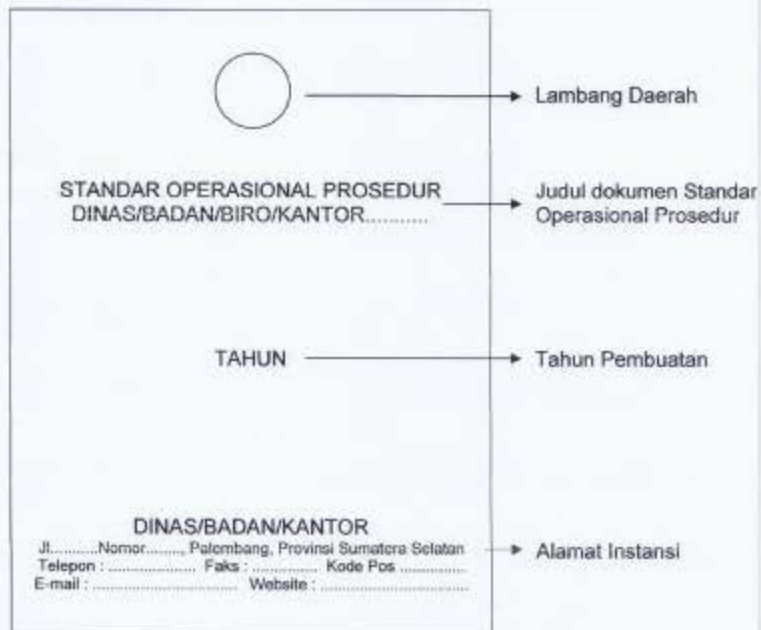 Lambang Daerah
STANDAR OPERASIONAL PROSEDUR
DINAS/BADAN/BIRO/KANTOR...........
Judul dokumen Standar
Operasional Prosedur
TAHUN
Tahun Pembuatan
DINAS/BADAN/KANTOR
Jl..........Nomor........, Palembang, Provinsi Sumatera Selatan
Telepon : .................... Faks : ............... Kode Pos ...............
E-mail : .................................. Website : ..................................
Alamat Instansi